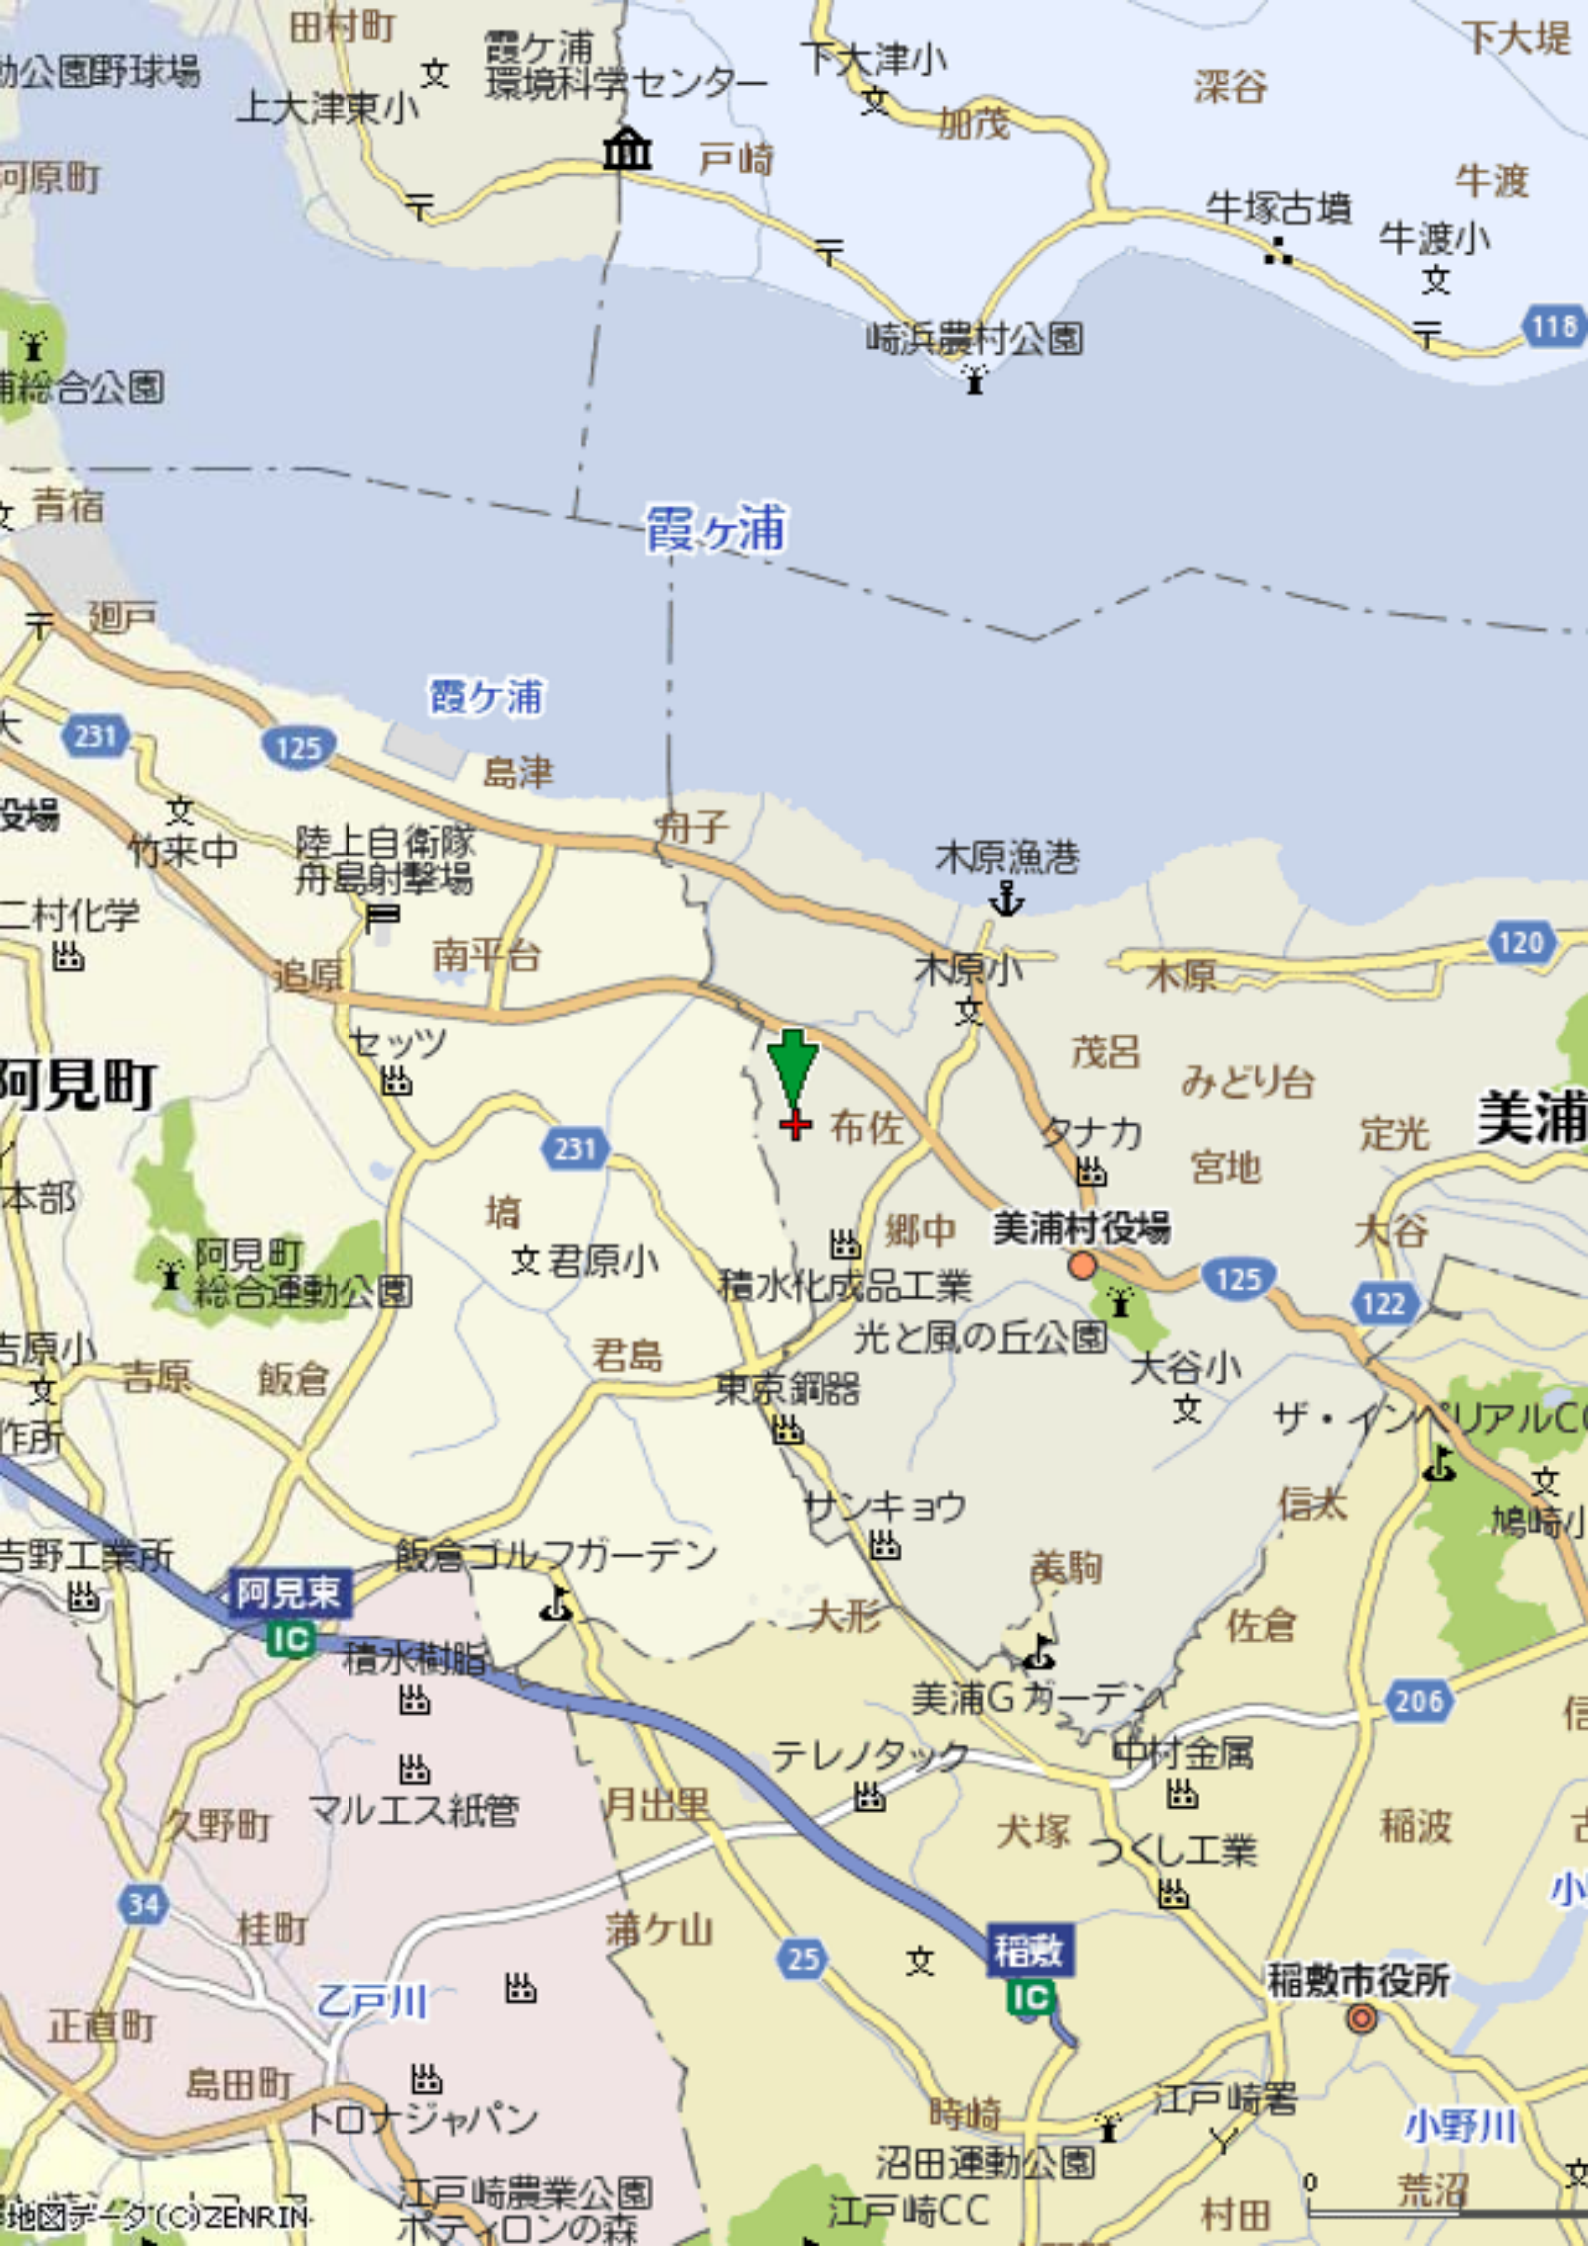 田村町
霞ケ浦
環境科学センター
下大津小
下大堤
動公園野球場
上大津東小
深谷
加茂
河原町
戸崎
牛渡
牛塚古墳
牛渡小
118
崎浜農村公園
浦総合公園
青宿
霞ヶ浦
廻戸
霞ケ浦
231
125
島津
役場
竹来中
陸上自衛隊
舟島射撃場
舟子
木原漁港
二村化学
追原
南平台
木原小
木原
120
セッツ
茂呂
みどり台
阿見町
美浦
布佐
タナカ
定光
231
宮地
本部
塙
君原小
郷中
美浦村役場
大谷
阿見町
総合運動公園
積水化成品工業
125
122
光と風の丘公園
吉原小
吉原
飯倉
君島
東京鋼器
大谷小
ザ・インペリアルCC
作所
サンキョウ
信太
鳩崎小
吉野工業所
飯倉ゴルフガーデン
美駒
阿見東
IC
大形
佐倉
積水樹脂
美浦Gガーデン
206
信
テレノタック
中村金属
マルエス紙管
久野町
月出里
犬塚
稲波
古
つくし工業
小
34
桂町
蒲ケ山
25
稲敷
IC
稲敷市役所
乙戸川
正直町
島田町
トロナジャパン
時崎
江戸崎署
小野川
沼田運動公園
江戸崎農業公園
ポティロンの森
江戸崎CC
村田
荒沼
0
地図データ(C)ZENRIN